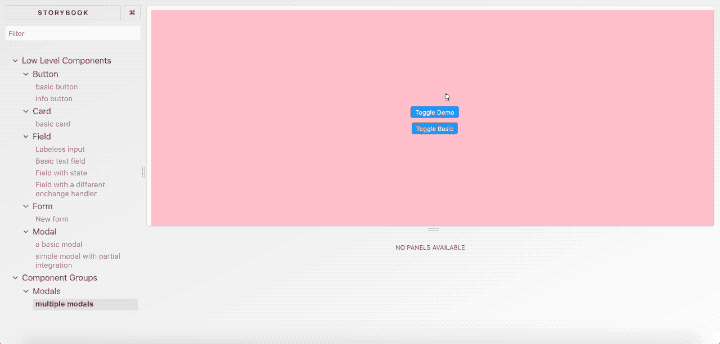 STORYBOOK
⌘
Filter
Low Level Components
Button
basic button
info button
Card
basic card
Field
Labeless input
Basic text field
Field with state
Field with a different
onchange handler
Form
New form
Modal
a basic modal
simple modal with partial
integration
Component Groups
Modals
multiple modals
Toggle Demo
Toggle Basic
NO PANELS AVAILABLE